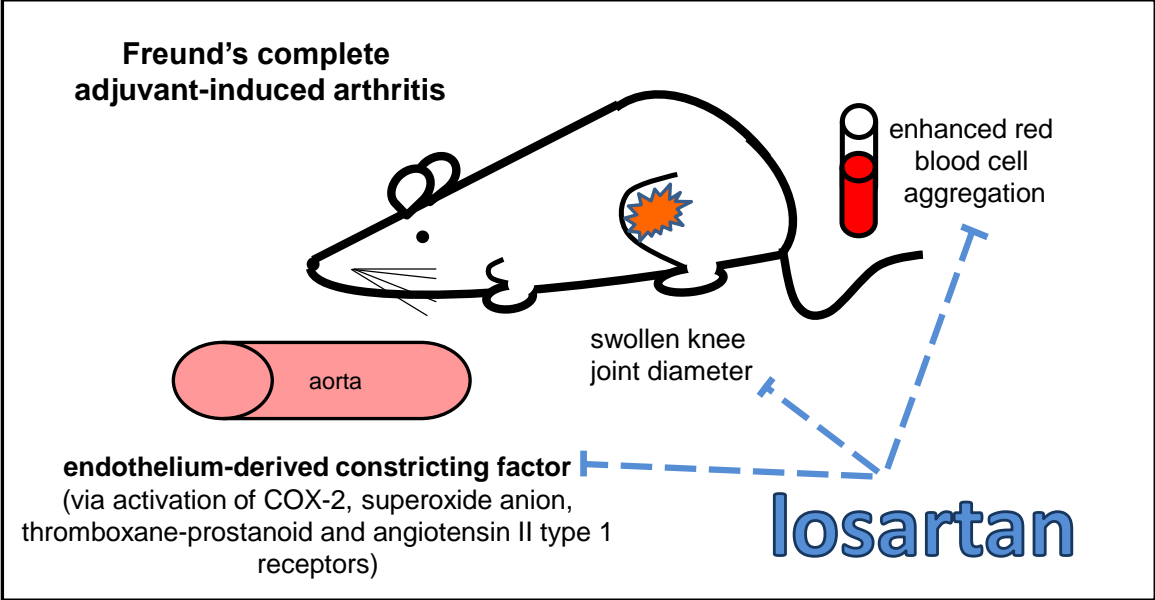 Freund’s complete
adjuvant-induced arthritis
enhanced red
blood cell
aggregation
swollen knee
joint diameter
aorta
endothelium-derived constricting factor
(via activation of COX-2, superoxide anion,
thromboxane-prostanoid and angiotensin II type 1
receptors)
losartan